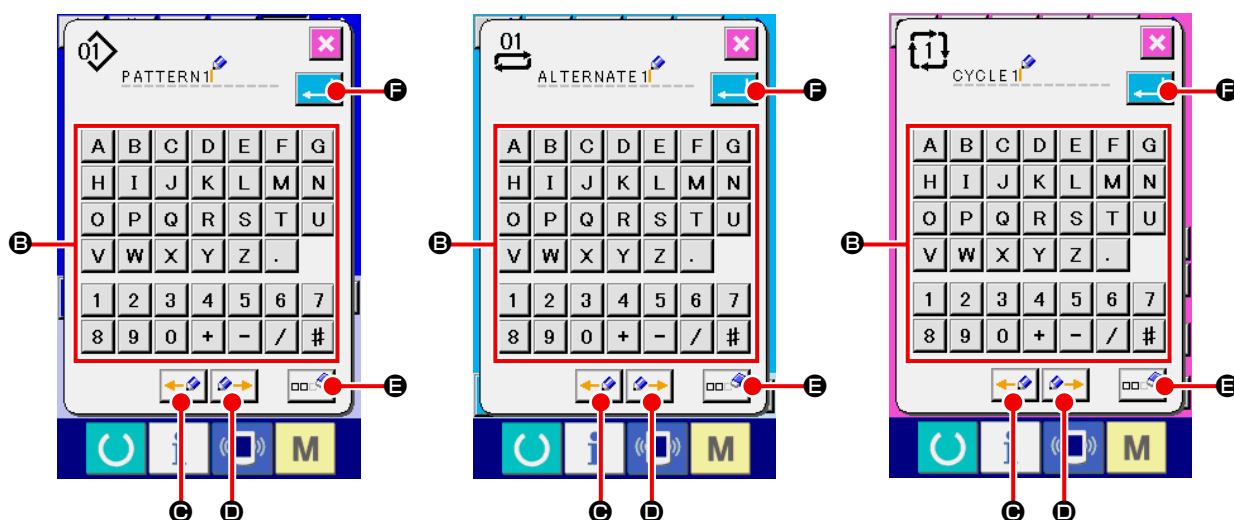 01
PATTERN1
F
A B C D E F G
H I J K L M N
O P Q R S T U
B
V W X Y Z .
1 2 3 4 5 6 7
8 9 0 + - / #
E
i M
C D
01
ALTERNATE1
F
A B C D E F G
H I J K L M N
O P Q R S T U
B
V W X Y Z .
1 2 3 4 5 6 7
8 9 0 + - / #
E
i M
C D
1
CYCLE1
F
A B C D E F G
H I J K L M N
O P Q R S T U
B
V W X Y Z .
1 2 3 4 5 6 7
8 9 0 + - / #
E
i M
C D